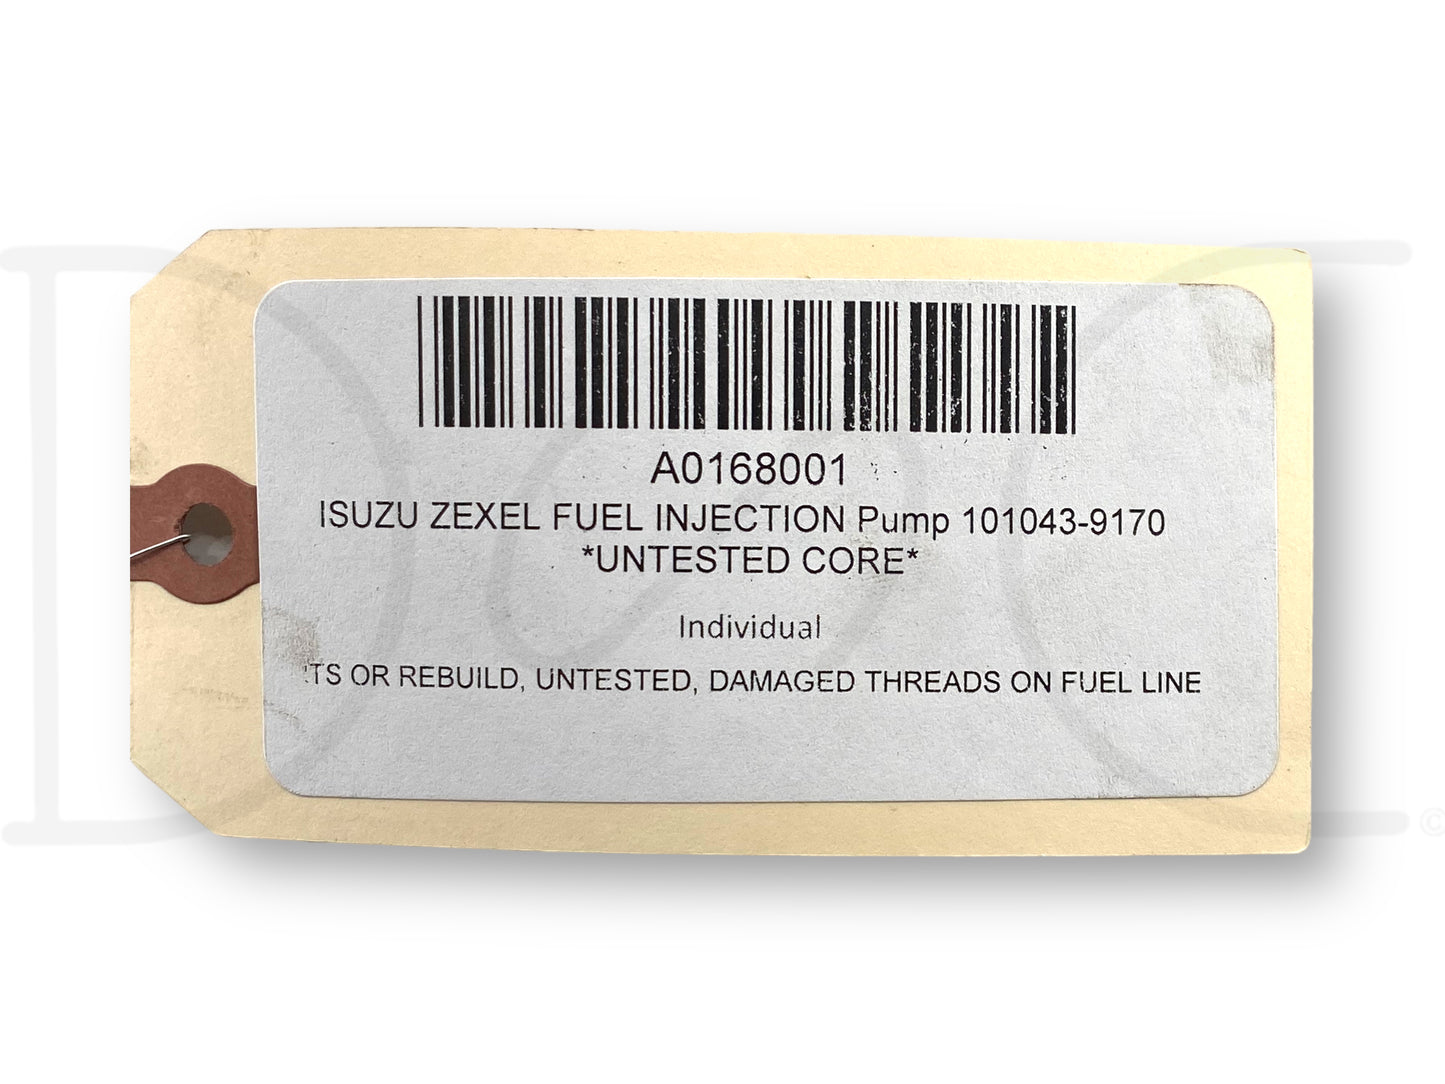 A0168001
ISUZU ZEXEL FUEL INJECTION Pump 101043-9170
*UNTESTED CORE*
Individual
TS OR REBUILD, UNTESTED, DAMAGED THREADS ON FUEL LINE
©